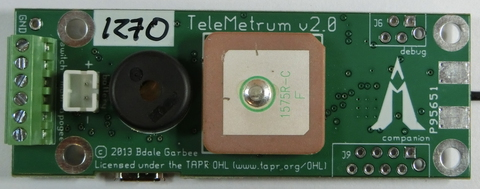 GND
1270
TeleMetrum v2.0
J6
debug
+
-
1575R-C
F
P95651
companion
J9
© 2013 Bdale Garbee
Licensed under the TAPR OHL (www.tapr.org/OHL)